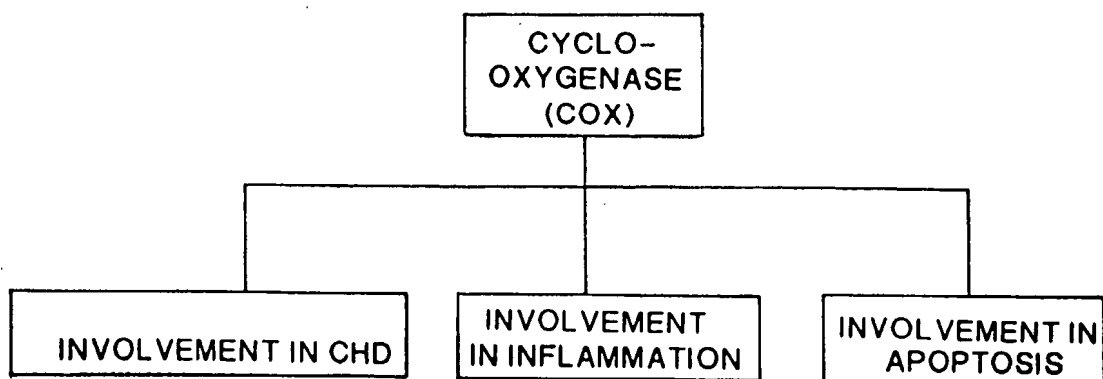 CYCLO-
OXYGENASE
(COX)
INVOLVEMENT IN CHD
INVOLVEMENT
IN INFLAMMATION
INVOLVEMENT IN
APOPTOSIS